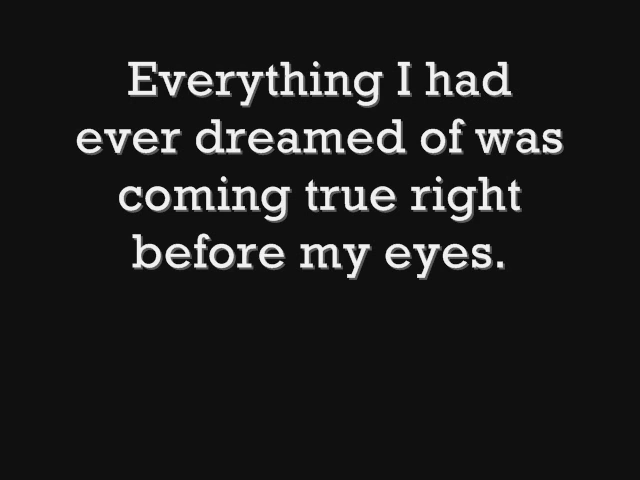 Everything I had
ever dreamed of was
coming true right
before my eyes.